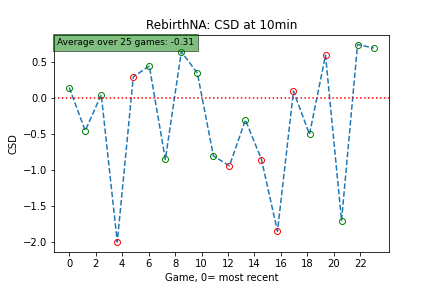 RebirthNA: CSD at 10min
Average over 25 games: -0.31
CSD
0.5
0.0
−0.5
−1.0
−1.5
−2.0
0 2 4 6 8 10 12 14 16 18 20 22
Game, 0= most recent